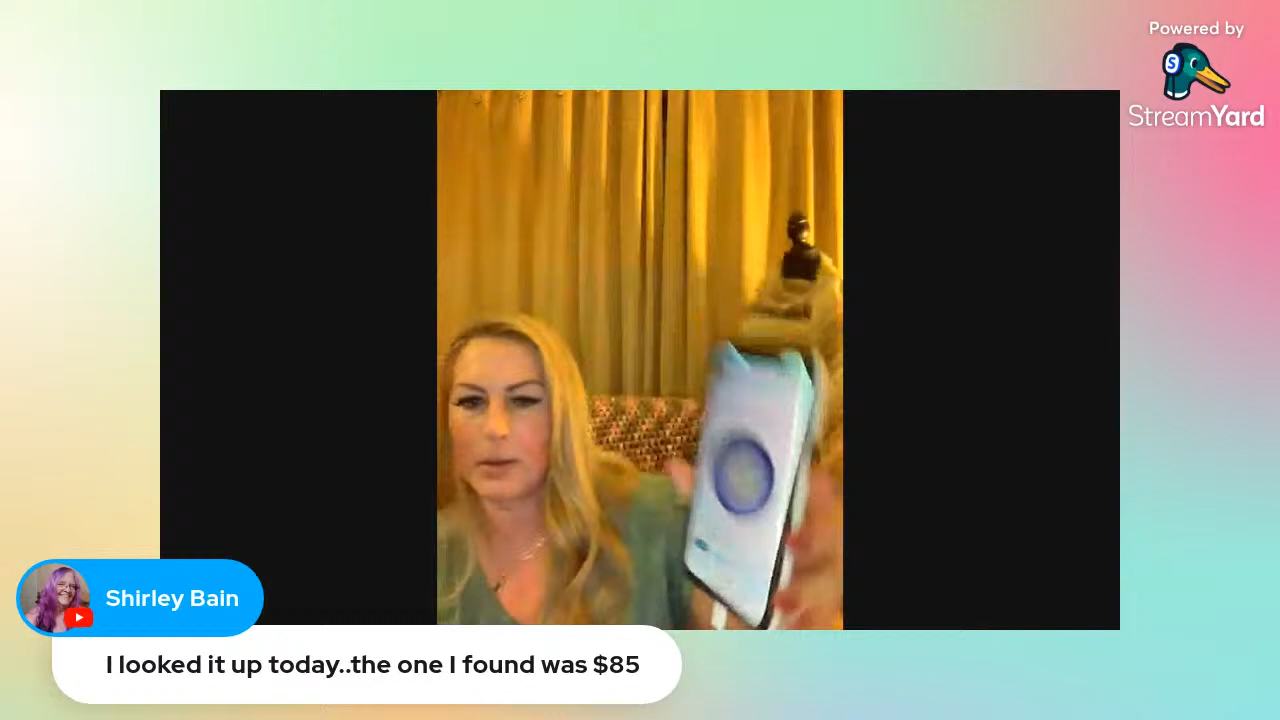 Powered by
StreamYard
Shirley Bain
I looked it up today..the one I found was $85